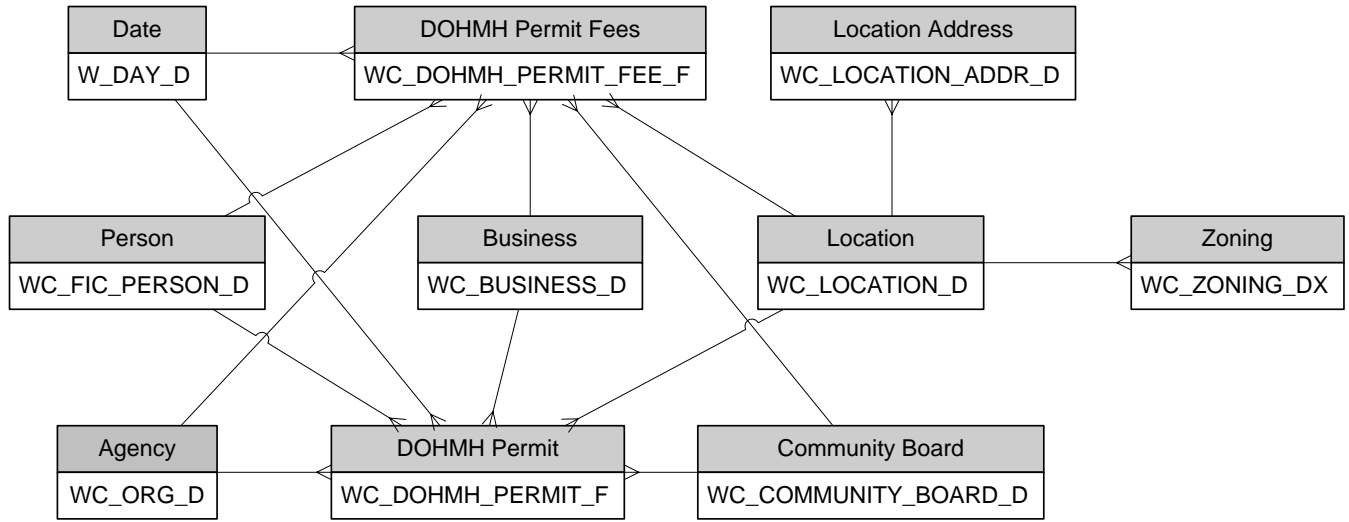 Date
W_DAY_D
DOHMH Permit Fees
WC_DOHMH_PERMIT_FEE_F
Location Address
WC_LOCATION_ADDR_D
Person
WC_FIC_PERSON_D
Business
WC_BUSINESS_D
Location
WC_LOCATION_D
Zoning
WC_ZONING_DX
Agency
WC_ORG_D
DOHMH Permit
WC_DOHMH_PERMIT_F
Community Board
WC_COMMUNITY_BOARD_D